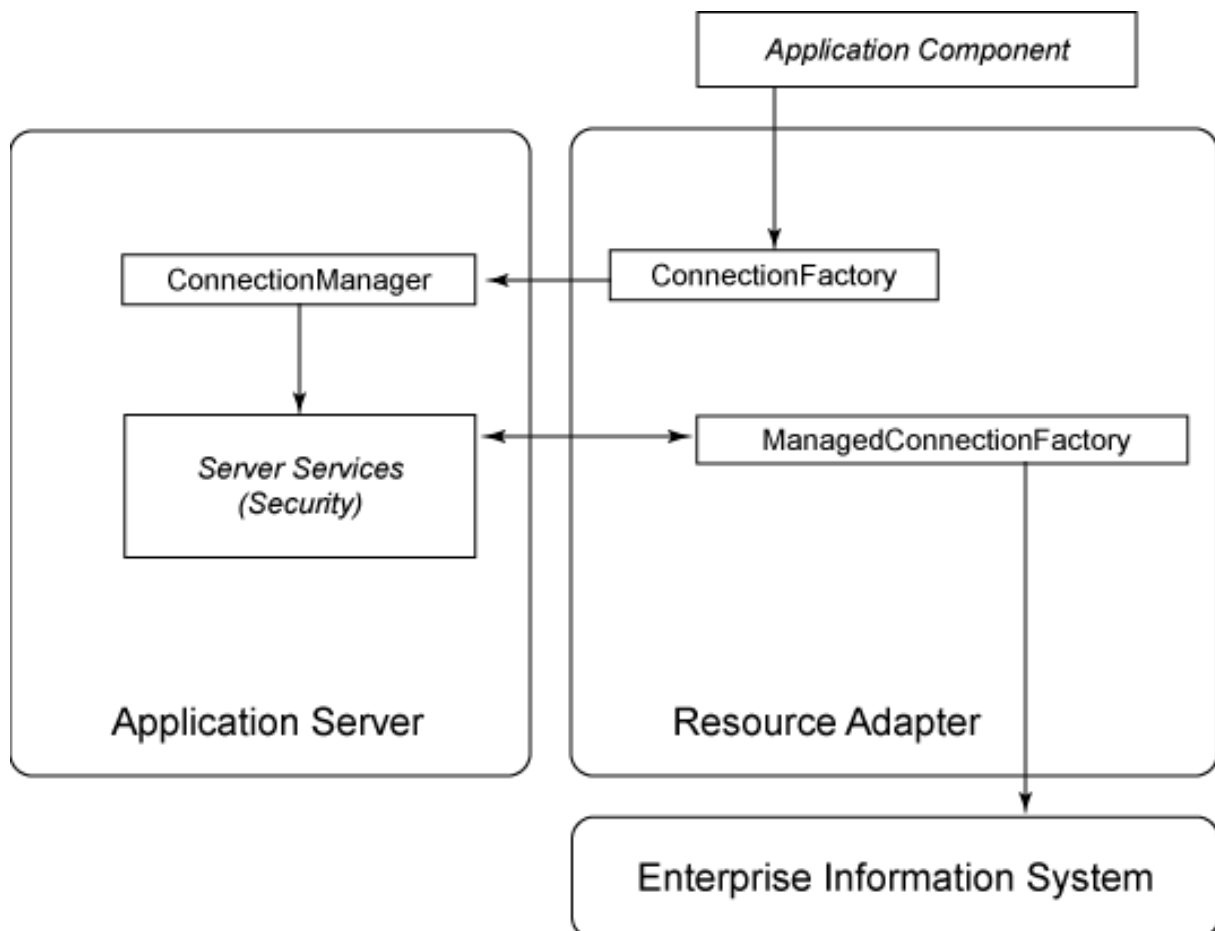 Application Component
ConnectionManager
ConnectionFactory
Server Services
(Security)
ManagedConnectionFactory
Application Server
Resource Adapter
Enterprise Information System